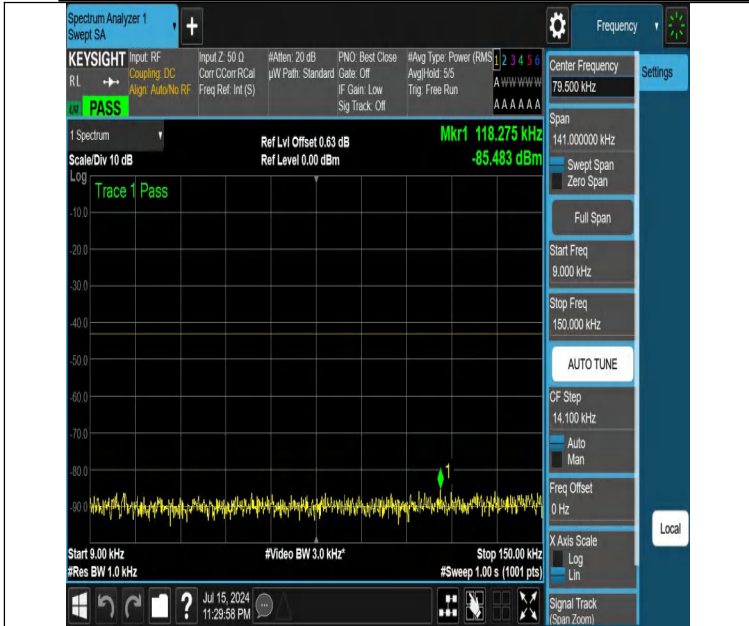 Spectrum Analyzer 1
Swept SA
+
Frequency
KEYSIGHT
RL
PASS
Input: RF
Coupling: DC
Align: Auto/No RF
Input Z: 50 Ω
Corr CCorr RCal
Freq Ref: Int (S)
#Atten: 20 dB
µW Path: Standard
PNO: Best Close
Gate: Off
IF Gain: Low
Sig Track: Off
#Avg Type: Power (RMS
Avg|Hold: 5/5
Trig: Free Run
1 2 3 4 5 6
A W W W W W
A A A A A A
1 Spectrum
Scale/Div 10 dB
Ref Lvl Offset 0.63 dB
Ref Level 0.00 dBm
Mkr1 118.275 kHz
-85.483 dBm
Log
Trace 1 Pass
-10.0
-20.0
-30.0
-40.0
-50.0
-60.0
-70.0
-80.0
-90.0
1
Start 9.00 kHz
#Video BW 3.0 kHz*
Stop 150.00 kHz
#Res BW 1.0 kHz
#Sweep 1.00 s (1001 pts)
?
Jul 15, 2024
11:29:58 PM
Center Frequency
79.500 kHz
Settings
Span
141.000000 kHz
Swept Span
Zero Span
Full Span
Start Freq
9.000 kHz
Stop Freq
150.000 kHz
AUTO TUNE
CF Step
14.100 kHz
Auto
Man
Freq Offset
0 Hz
Local
X Axis Scale
Log
Lin
Signal Track
(Span Zoom)